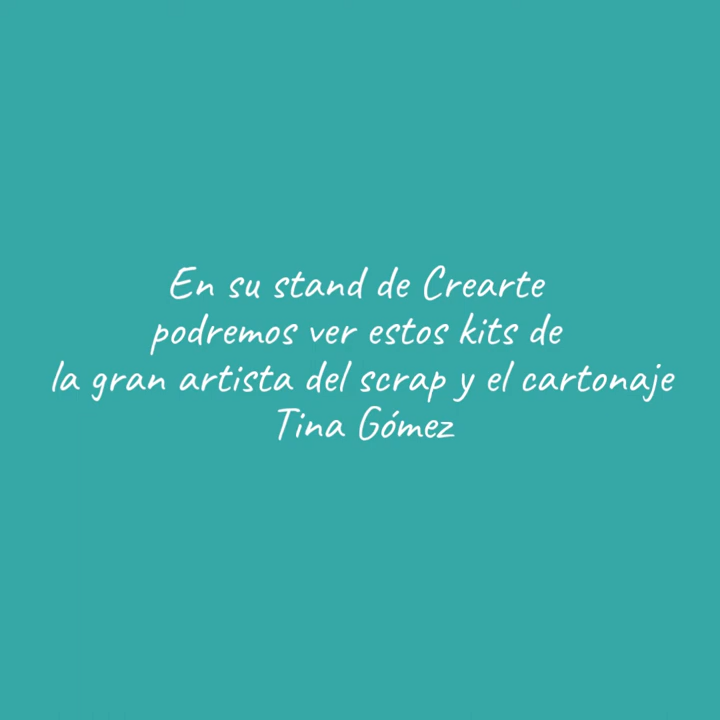 En su stand de Crearte
podremos ver estos kits de
la gran artista del scrap y el cartonaje
Tina Gómez